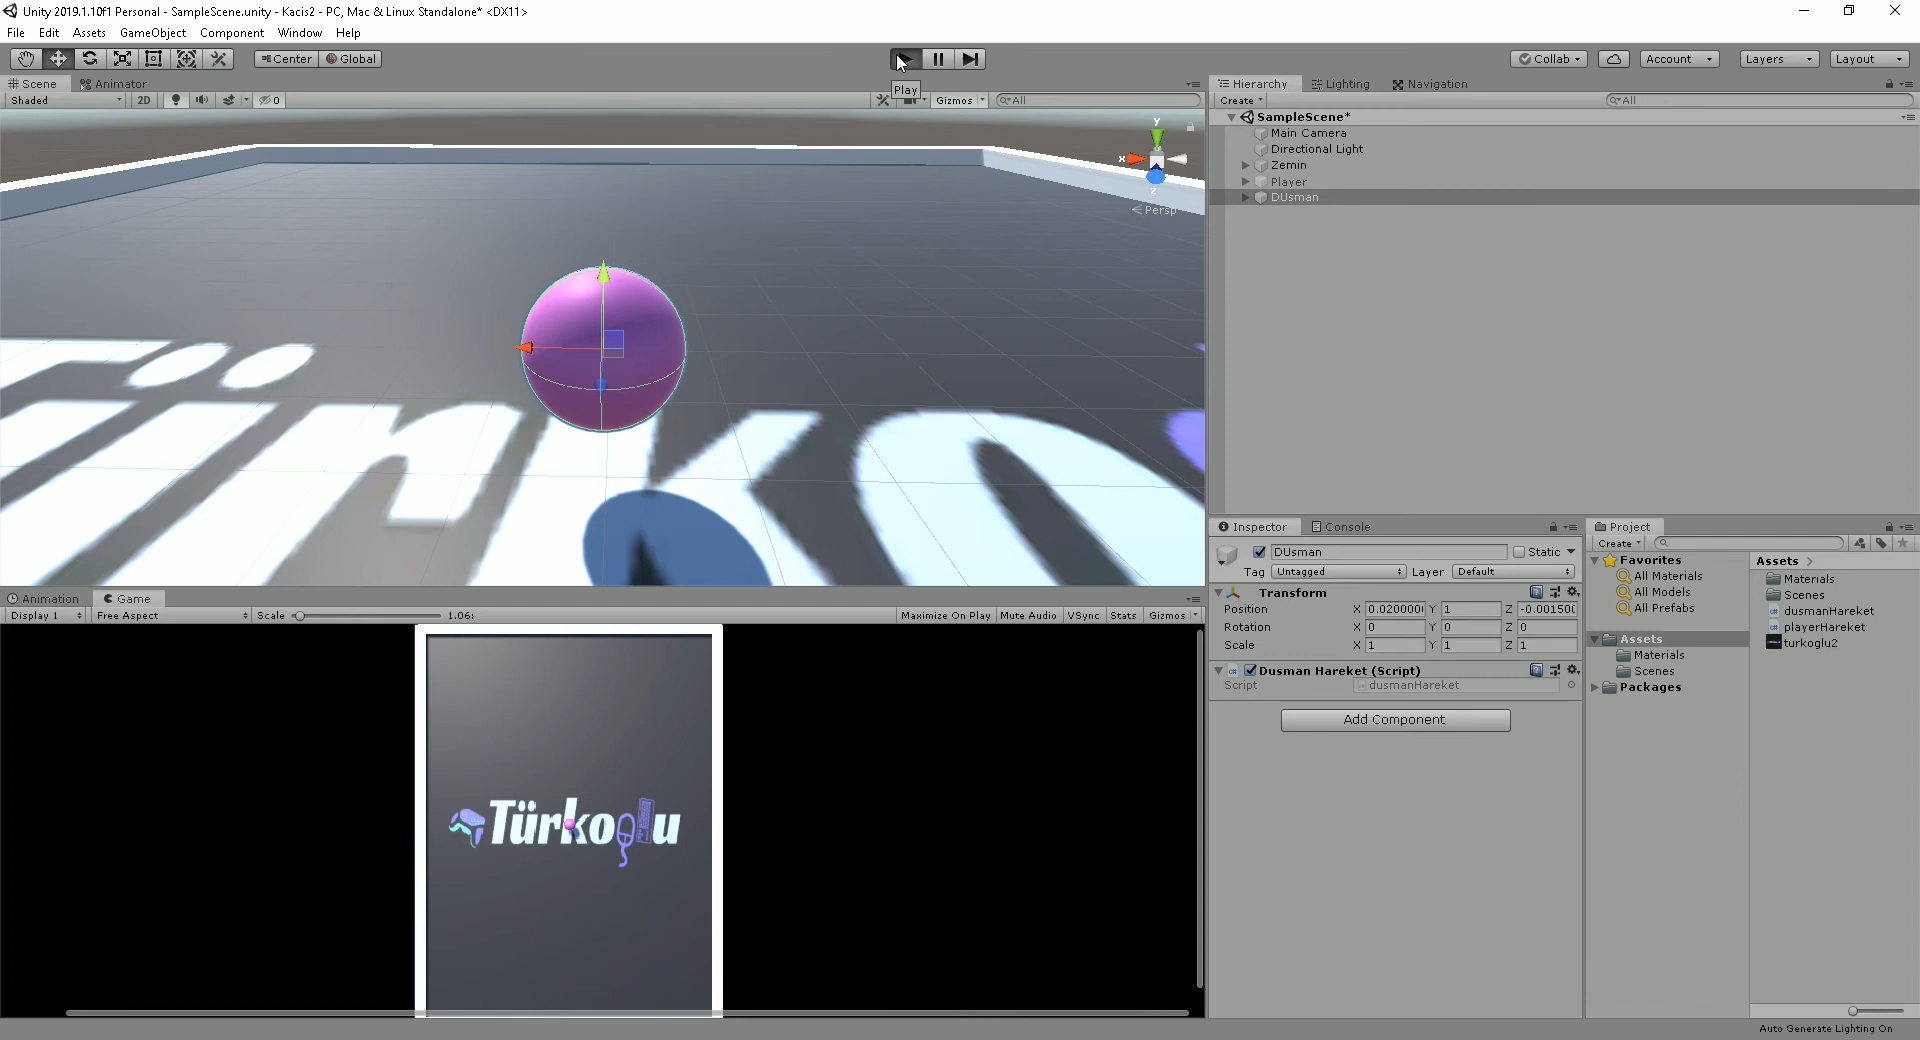 Unity 2019.1.10f1 Personal - SampleScene.unity - Kacis2 - PC, Mac & Linux Standalone* <DX11>
File Edit Assets GameObject Component Window Help
Center Global
Collab Account Layers Layout
Play
Scene Animator
Shaded 2D 0 Gizmos All
y
x
z
Persp
Hierarchy Lighting Navigation
Create All
SampleScene*
Main Camera
Directional Light
Zemin
Player
DUsman
Animation Game
Display 1 Free Aspect Scale 1.06x Maximize On Play Mute Audio VSync Stats Gizmos
Türkoglu
Inspector Console
DUsman Static
Tag Untagged Layer Default
Transform
Position X 0.0200000 Y 1 Z -0.001500
Rotation X 0 Y 0 Z 0
Scale X 1 Y 1 Z 1
Dusman Hareket (Script)
Script dusmanHareket
Add Component
Project
Create
Favorites
All Materials
All Models
All Prefabs
Assets
Materials
Scenes
Packages
Assets
Materials
Scenes
dusmanHareket
playerHareket
turkoglu2
Auto Generate Lighting On